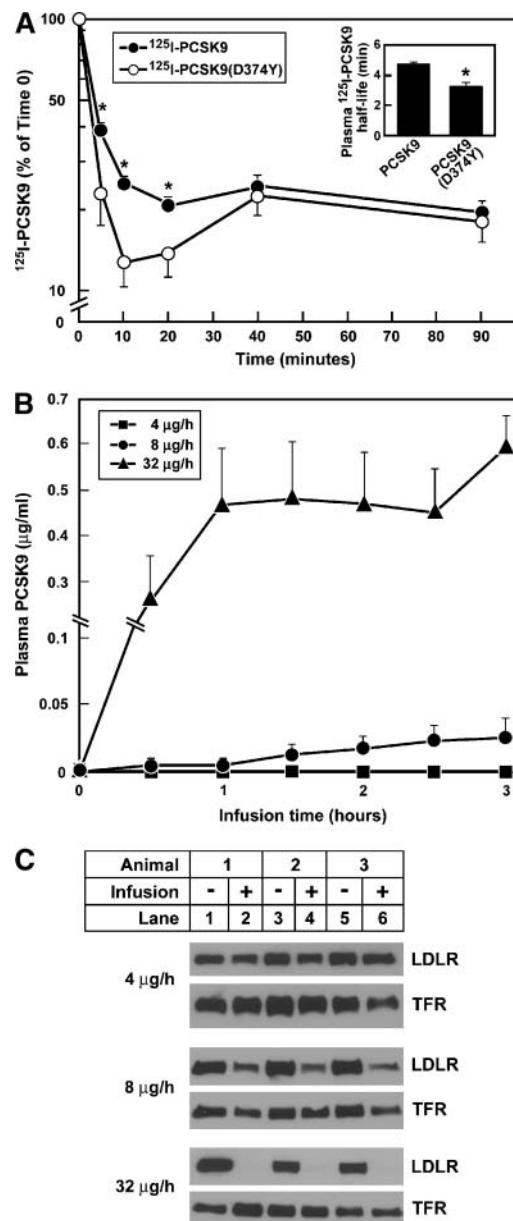 A
100
50
10
0
¹²⁵I-PCSK9 (% of Time 0)
¹²⁵I-PCSK9
¹²⁵I-PCSK9(D374Y)
Plasma ¹²⁵I-PCSK9
half-life (min)
6
4
2
0
*
PCSK9
PCSK9
(D374Y)
* * *
0 10 20 30 40 50 60 70 80 90
Time (minutes)
B
0.7
0.6
0.5
0.4
0.3
0.1
0.05
0
Plasma PCSK9 (μg/ml)
4 μg/h
8 μg/h
32 μg/h
0 1 2 3
Infusion time (hours)
C
Animal 1 2 3
Infusion - + - + - +
Lane 1 2 3 4 5 6
4 μg/h
LDLR
TFR
8 μg/h
LDLR
TFR
32 μg/h
LDLR
TFR